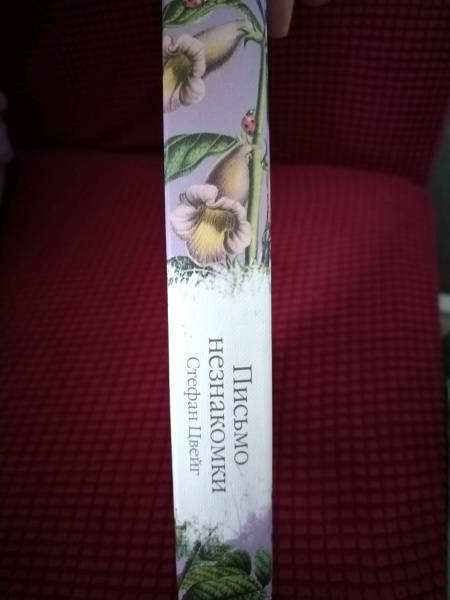 Письмо
незнакомки
Стефан Цвейг